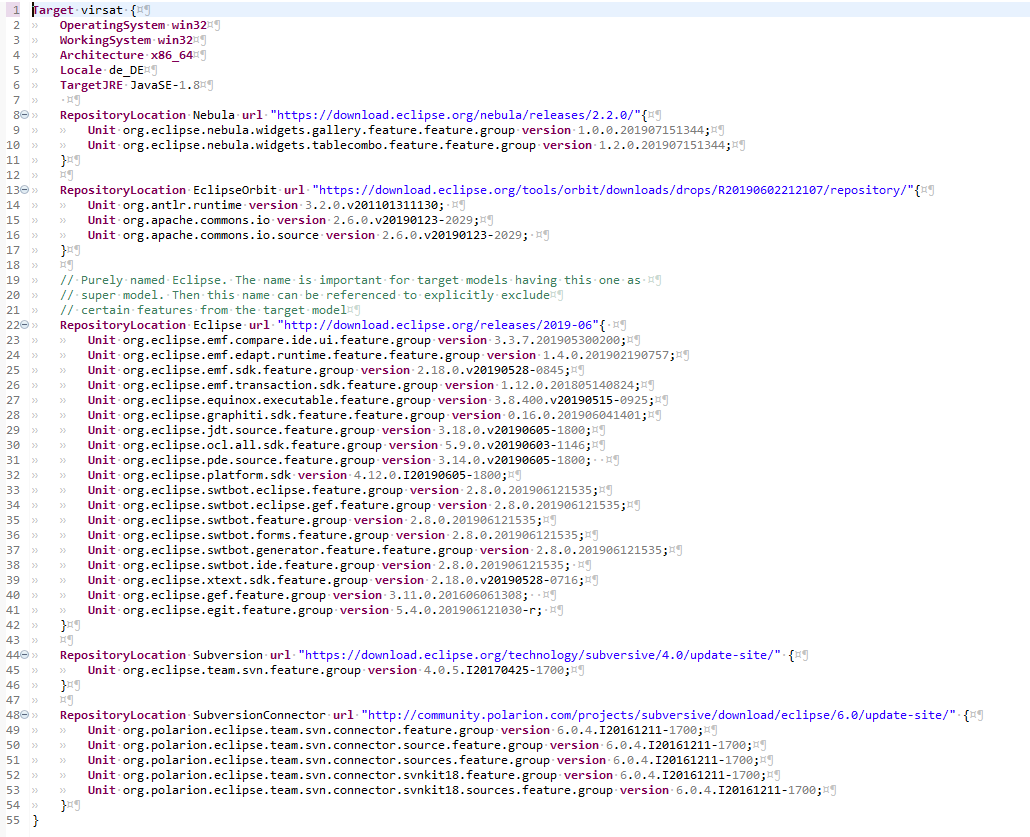 1 Target virsat {
2 OperatingSystem win32
3 WorkingSystem win32
4 Architecture x86_64
5 Locale de_DE
6 TargetJRE JavaSE-1.8
7
8 RepositoryLocation Nebula url "https://download.eclipse.org/nebula/releases/2.2.0/"{
9 Unit org.eclipse.nebula.widgets.gallery.feature.feature.group version 1.0.0.201907151344;
10 Unit org.eclipse.nebula.widgets.tablecombo.feature.feature.group version 1.2.0.201907151344;
11 }
12
13 RepositoryLocation EclipseOrbit url "https://download.eclipse.org/tools/orbit/downloads/drops/R20190602212107/repository/"{
14 Unit org.antlr.runtime version 3.2.0.v201101311130;
15 Unit org.apache.commons.io version 2.6.0.v20190123-2029;
16 Unit org.apache.commons.io.source version 2.6.0.v20190123-2029;
17 }
18
19 // Purely named Eclipse. The name is important for target models having this one as
20 // super model. Then this name can be referenced to explicitly exclude
21 // certain features from the target model
22 RepositoryLocation Eclipse url "http://download.eclipse.org/releases/2019-06"{
23 Unit org.eclipse.emf.compare.ide.ui.feature.group version 3.3.7.201905300200;
24 Unit org.eclipse.emf.edapt.runtime.feature.feature.group version 1.4.0.201902190757;
25 Unit org.eclipse.emf.sdk.feature.group version 2.18.0.v20190528-0845;
26 Unit org.eclipse.emf.transaction.sdk.feature.group version 1.12.0.201805140824;
27 Unit org.eclipse.equinox.executable.feature.group version 3.8.400.v20190515-0925;
28 Unit org.eclipse.graphiti.sdk.feature.feature.group version 0.16.0.201906041401;
29 Unit org.eclipse.jdt.source.feature.group version 3.18.0.v20190605-1800;
30 Unit org.eclipse.ocl.all.sdk.feature.group version 5.9.0.v20190603-1146;
31 Unit org.eclipse.pde.source.feature.group version 3.14.0.v20190605-1800;
32 Unit org.eclipse.platform.sdk version 4.12.0.I20190605-1800;
33 Unit org.eclipse.swtbot.eclipse.feature.group version 2.8.0.201906121535;
34 Unit org.eclipse.swtbot.eclipse.gef.feature.group version 2.8.0.201906121535;
35 Unit org.eclipse.swtbot.feature.group version 2.8.0.201906121535;
36 Unit org.eclipse.swtbot.forms.feature.group version 2.8.0.201906121535;
37 Unit org.eclipse.swtbot.generator.feature.feature.group version 2.8.0.201906121535;
38 Unit org.eclipse.swtbot.ide.feature.group version 2.8.0.201906121535;
39 Unit org.eclipse.xtext.sdk.feature.group version 2.18.0.v20190528-0716;
40 Unit org.eclipse.gef.feature.group version 3.11.0.201606061308;
41 Unit org.eclipse.egit.feature.group version 5.4.0.201906121030-r;
42 }
43
44 RepositoryLocation Subversion url "https://download.eclipse.org/technology/subversive/4.0/update-site/" {
45 Unit org.eclipse.team.svn.feature.group version 4.0.5.I20170425-1700;
46 }
47
48 RepositoryLocation SubversionConnector url "http://community.polarion.com/projects/subversive/download/eclipse/6.0/update-site/" {
49 Unit org.polarion.eclipse.team.svn.connector.feature.group version 6.0.4.I20161211-1700;
50 Unit org.polarion.eclipse.team.svn.connector.source.feature.group version 6.0.4.I20161211-1700;
51 Unit org.polarion.eclipse.team.svn.connector.sources.feature.group version 6.0.4.I20161211-1700;
52 Unit org.polarion.eclipse.team.svn.connector.svnkit18.feature.group version 6.0.4.I20161211-1700;
53 Unit org.polarion.eclipse.team.svn.connector.svnkit18.sources.feature.group version 6.0.4.I20161211-1700;
54 }
55 }